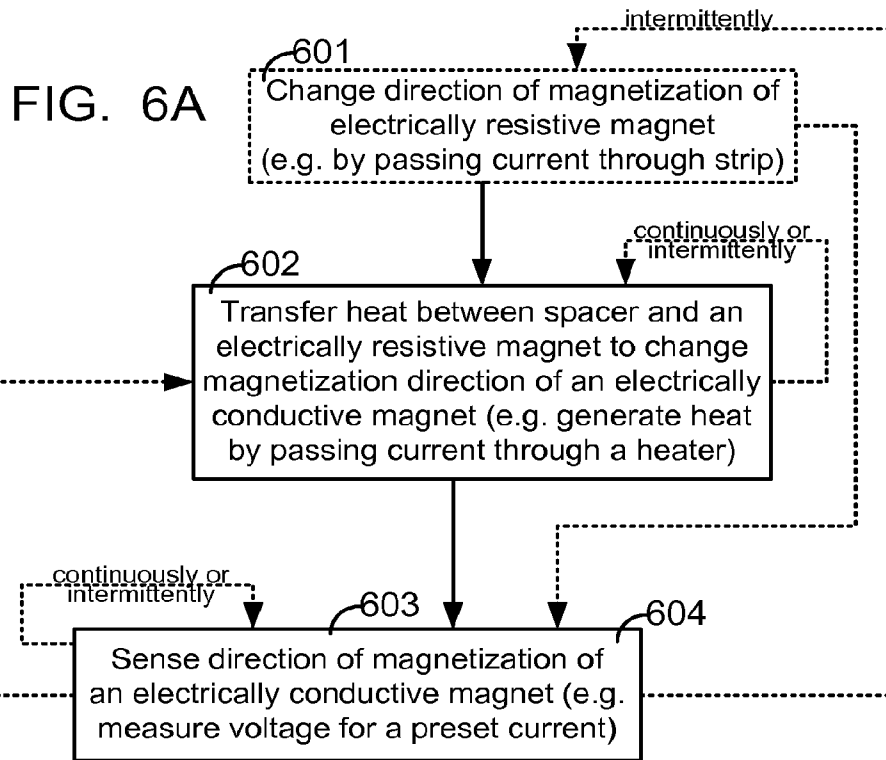 intermittently
601
FIG. 6A
Change direction of magnetization of
electrically resistive magnet
(e.g. by passing current through strip)
continuously or
intermittently
602
Transfer heat between spacer and an
electrically resistive magnet to change
magnetization direction of an electrically
conductive magnet (e.g. generate heat
by passing current through a heater)
continuously or
intermittently
603
604
Sense direction of magnetization of
an electrically conductive magnet (e.g.
measure voltage for a preset current)